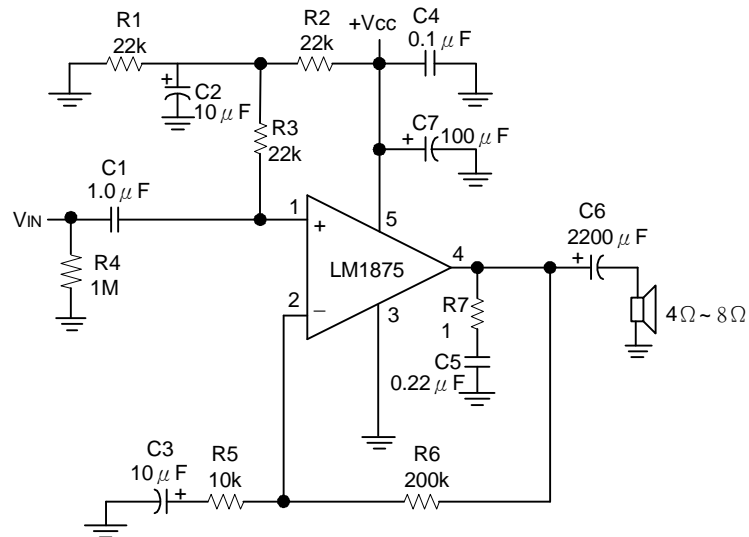 R1
22k
R2
22k
+Vcc
C4
0.1μF
+
C2
10μF
R3
22k
+
C7
100μF
C1
1.0μF
VIN
R4
1M
1
+
5
LM1875
4
2
−
3
R7
1
C5
0.22μF
C6
2200μF
+
4Ω~8Ω
C3
10μF
+
R5
10k
R6
200k